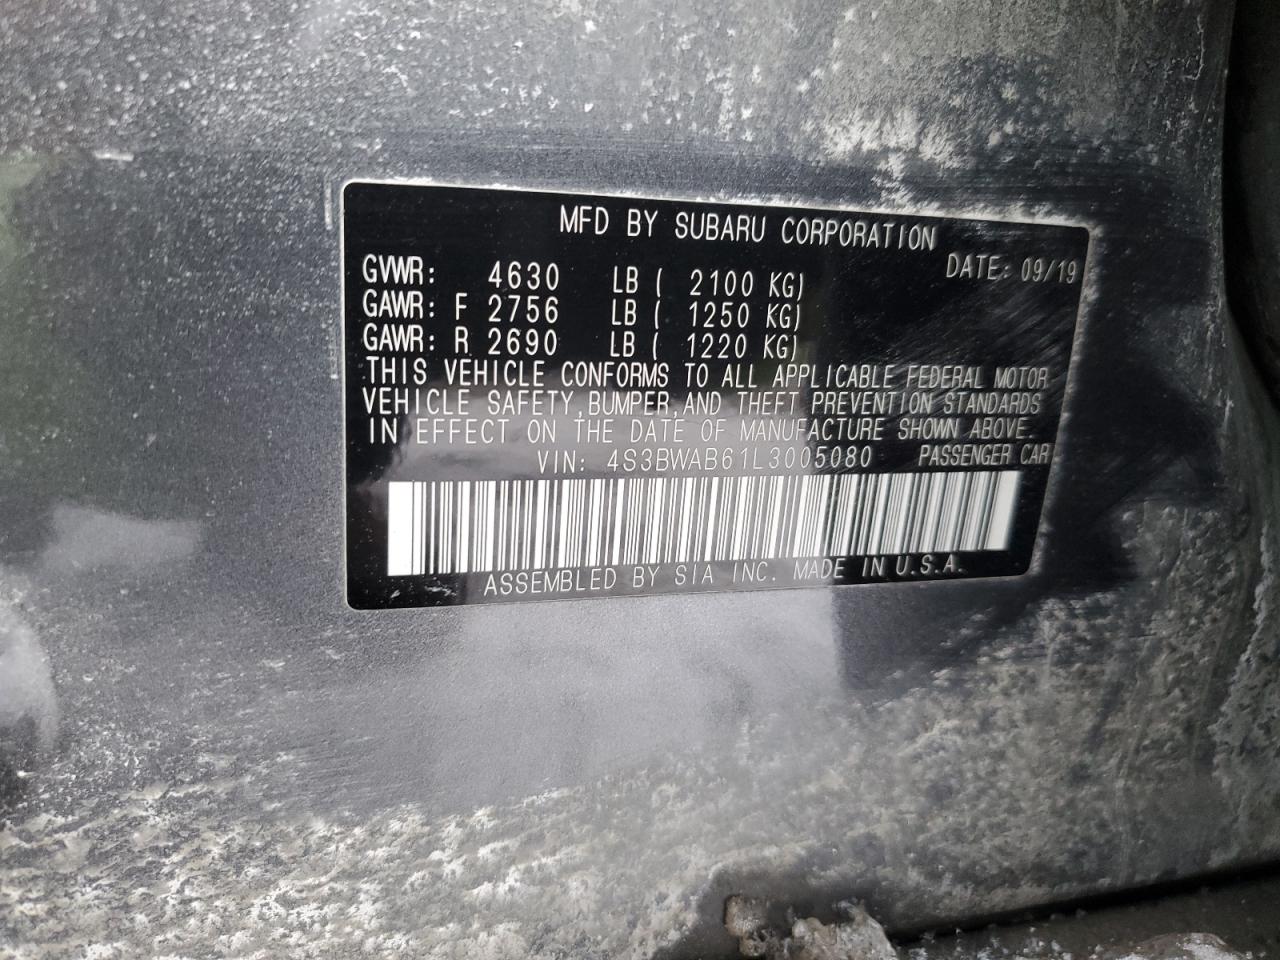 MFD BY SUBARU CORPORATION
DATE: 09/19
GVWR: 4630 LB ( 2100 KG)
GAWR: F 2756 LB ( 1250 KG)
GAWR: R 2690 LB ( 1220 KG)
THIS VEHICLE CONFORMS TO ALL APPLICABLE FEDERAL MOTOR
VEHICLE SAFETY, BUMPER, AND THEFT PREVENTION STANDARDS
IN EFFECT ON THE DATE OF MANUFACTURE SHOWN ABOVE.
VIN: 4S3BWAB61L3005080 PASSENGER CAR
ASSEMBLED BY SIA INC. MADE IN U.S.A.